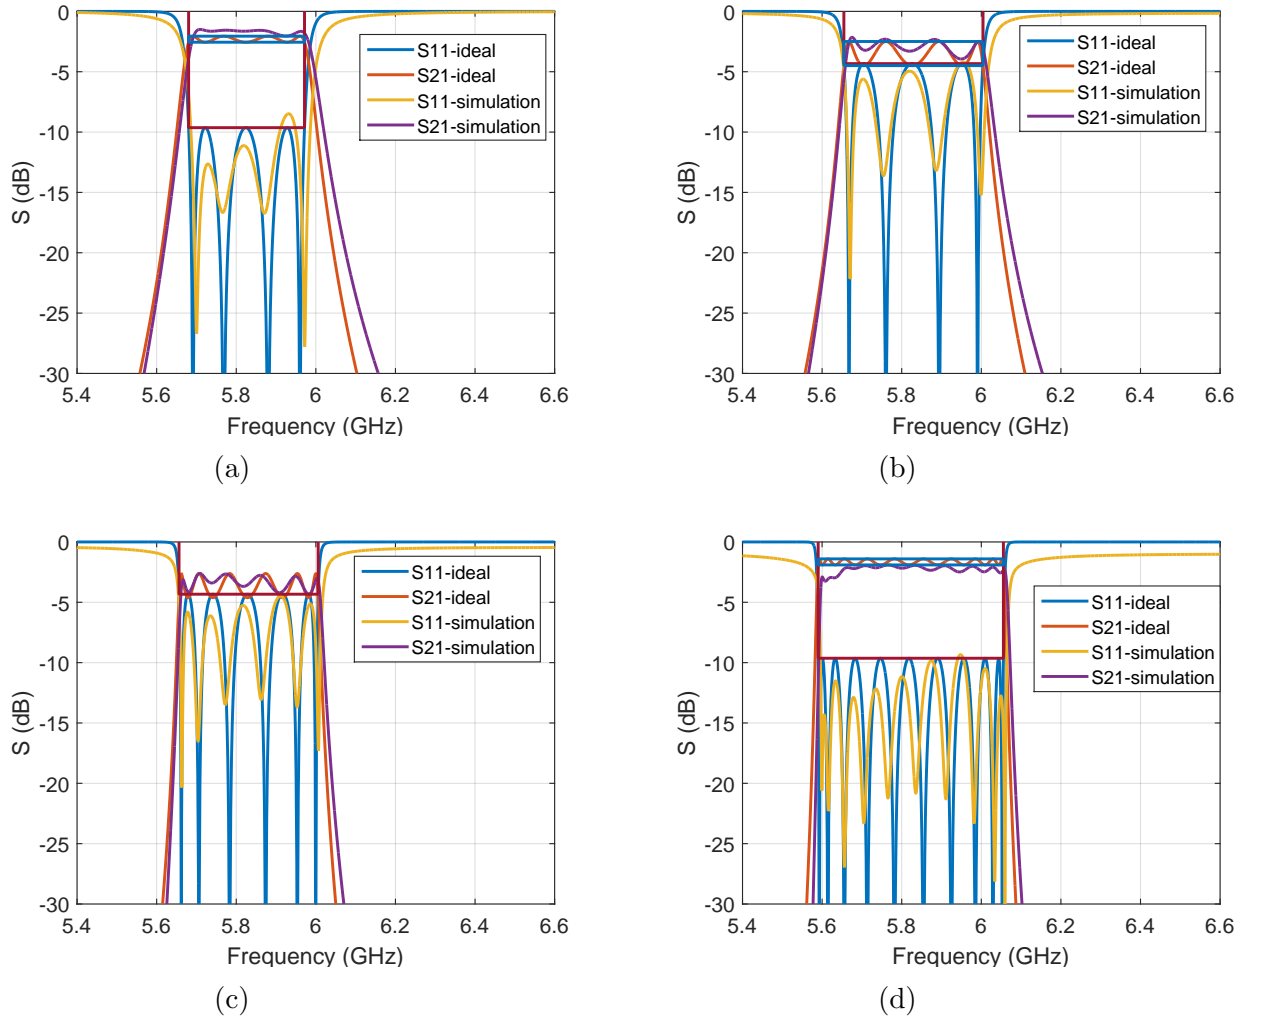 0
-5
-10
-15
-20
-25
-30
S (dB)
5.4 5.6 5.8 6 6.2 6.4 6.6
Frequency (GHz)
S11-ideal
S21-ideal
S11-simulation
S21-simulation
(a)
0
-5
-10
-15
-20
-25
-30
S (dB)
5.4 5.6 5.8 6 6.2 6.4 6.6
Frequency (GHz)
S11-ideal
S21-ideal
S11-simulation
S21-simulation
(b)
0
-5
-10
-15
-20
-25
-30
S (dB)
5.4 5.6 5.8 6 6.2 6.4 6.6
Frequency (GHz)
S11-ideal
S21-ideal
S11-simulation
S21-simulation
(c)
0
-5
-10
-15
-20
-25
-30
S (dB)
5.4 5.6 5.8 6 6.2 6.4 6.6
Frequency (GHz)
S11-ideal
S21-ideal
S11-simulation
S21-simulation
(d)